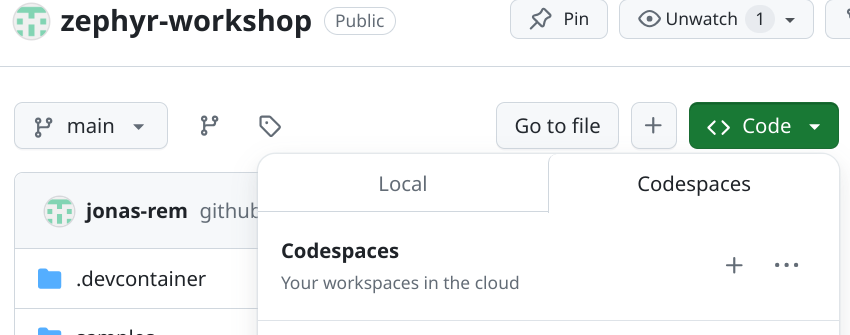 zephyr-workshop Public Pin Unwatch 1
main Go to file + Code
Local Codespaces
jonas-rem github
Codespaces
Your workspaces in the cloud
.devcontainer
samples